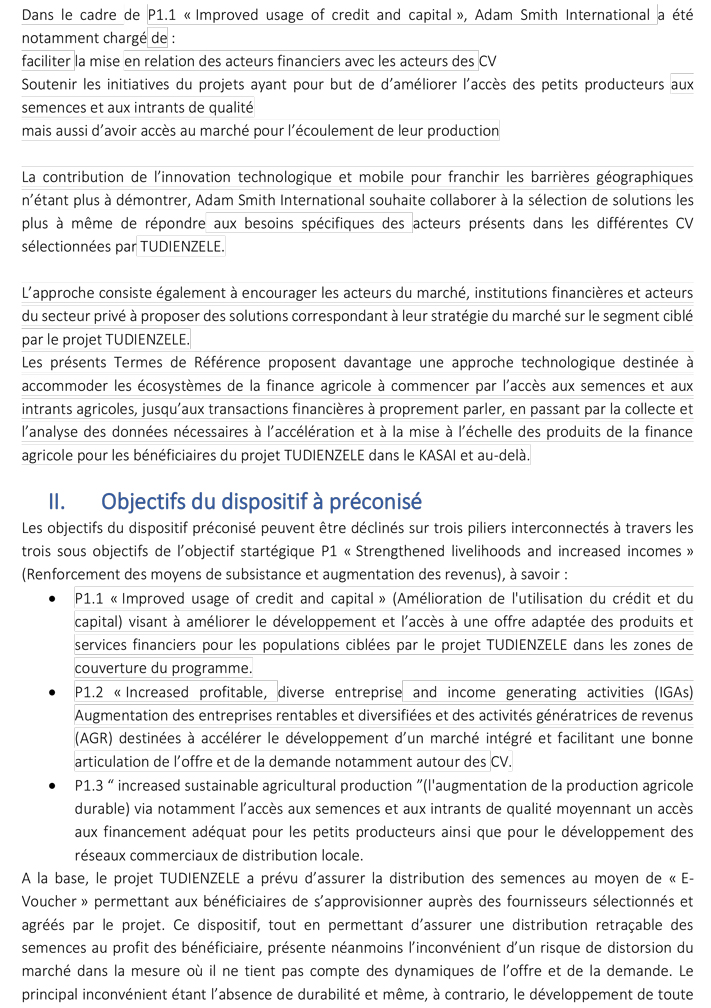 Dans le cadre de P1.1 « Improved usage of credit and capital », Adam Smith International a été
notamment chargé de :
faciliter la mise en relation des acteurs financiers avec les acteurs des CV
Soutenir les initiatives du projets ayant pour but de d’améliorer l’accès des petits producteurs aux
semences et aux intrants de qualité
mais aussi d’avoir accès au marché pour l’écoulement de leur production
La contribution de l’innovation technologique et mobile pour franchir les barrières géographiques
n’étant plus à démontrer, Adam Smith International souhaite collaborer à la sélection de solutions les
plus à même de répondre aux besoins spécifiques des acteurs présents dans les différentes CV
sélectionnées par TUDIENZELE.
L’approche consiste également à encourager les acteurs du marché, institutions financières et acteurs
du secteur privé à proposer des solutions correspondant à leur stratégie du marché sur le segment ciblé
par le projet TUDIENZELE.
Les présents Termes de Référence proposent davantage une approche technologique destinée à
accommoder les écosystèmes de la finance agricole à commencer par l’accès aux semences et aux
intrants agricoles, jusqu’aux transactions financières à proprement parler, en passant par la collecte et
l’analyse des données nécessaires à l’accélération et à la mise à l’échelle des produits de la finance
agricole pour les bénéficiaires du projet TUDIENZELE dans le KASAI et au-delà.
II. Objectifs du dispositif à préconisé
Les objectifs du dispositif préconisé peuvent être déclinés sur trois piliers interconnectés à travers les
trois sous objectifs de l’objectif startégique P1 « Strengthened livelihoods and increased incomes »
(Renforcement des moyens de subsistance et augmentation des revenus), à savoir :
• P1.1 « Improved usage of credit and capital » (Amélioration de l'utilisation du crédit et du
capital) visant à améliorer le développement et l’accès à une offre adaptée des produits et
services financiers pour les populations ciblées par le projet TUDIENZELE dans les zones de
couverture du programme.
• P1.2 « Increased profitable, diverse entreprise and income generating activities (IGAs)
Augmentation des entreprises rentables et diversifiées et des activités génératrices de revenus
(AGR) destinées à accélérer le développement d’un marché intégré et facilitant une bonne
articulation de l’offre et de la demande notamment autour des CV.
• P1.3 “ increased sustainable agricultural production ”(l'augmentation de la production agricole
durable) via notamment l’accès aux semences et aux intrants de qualité moyennant un accès
aux financement adéquat pour les petits producteurs ainsi que pour le développement des
réseaux commerciaux de distribution locale.
A la base, le projet TUDIENZELE a prévu d’assurer la distribution des semences au moyen de « E-
Voucher » permettant aux bénéficiaires de s’approvisionner auprès des fournisseurs sélectionnés et
agréés par le projet. Ce dispositif, tout en permettant d’assurer une distribution retraçable des
semences au profit des bénéficiaire, présente néanmoins l’inconvénient d’un risque de distorsion du
marché dans la mesure où il ne tient pas compte des dynamiques de l’offre et de la demande. Le
principal inconvénient étant l’absence de durabilité et même, à contrario, le développement de toute